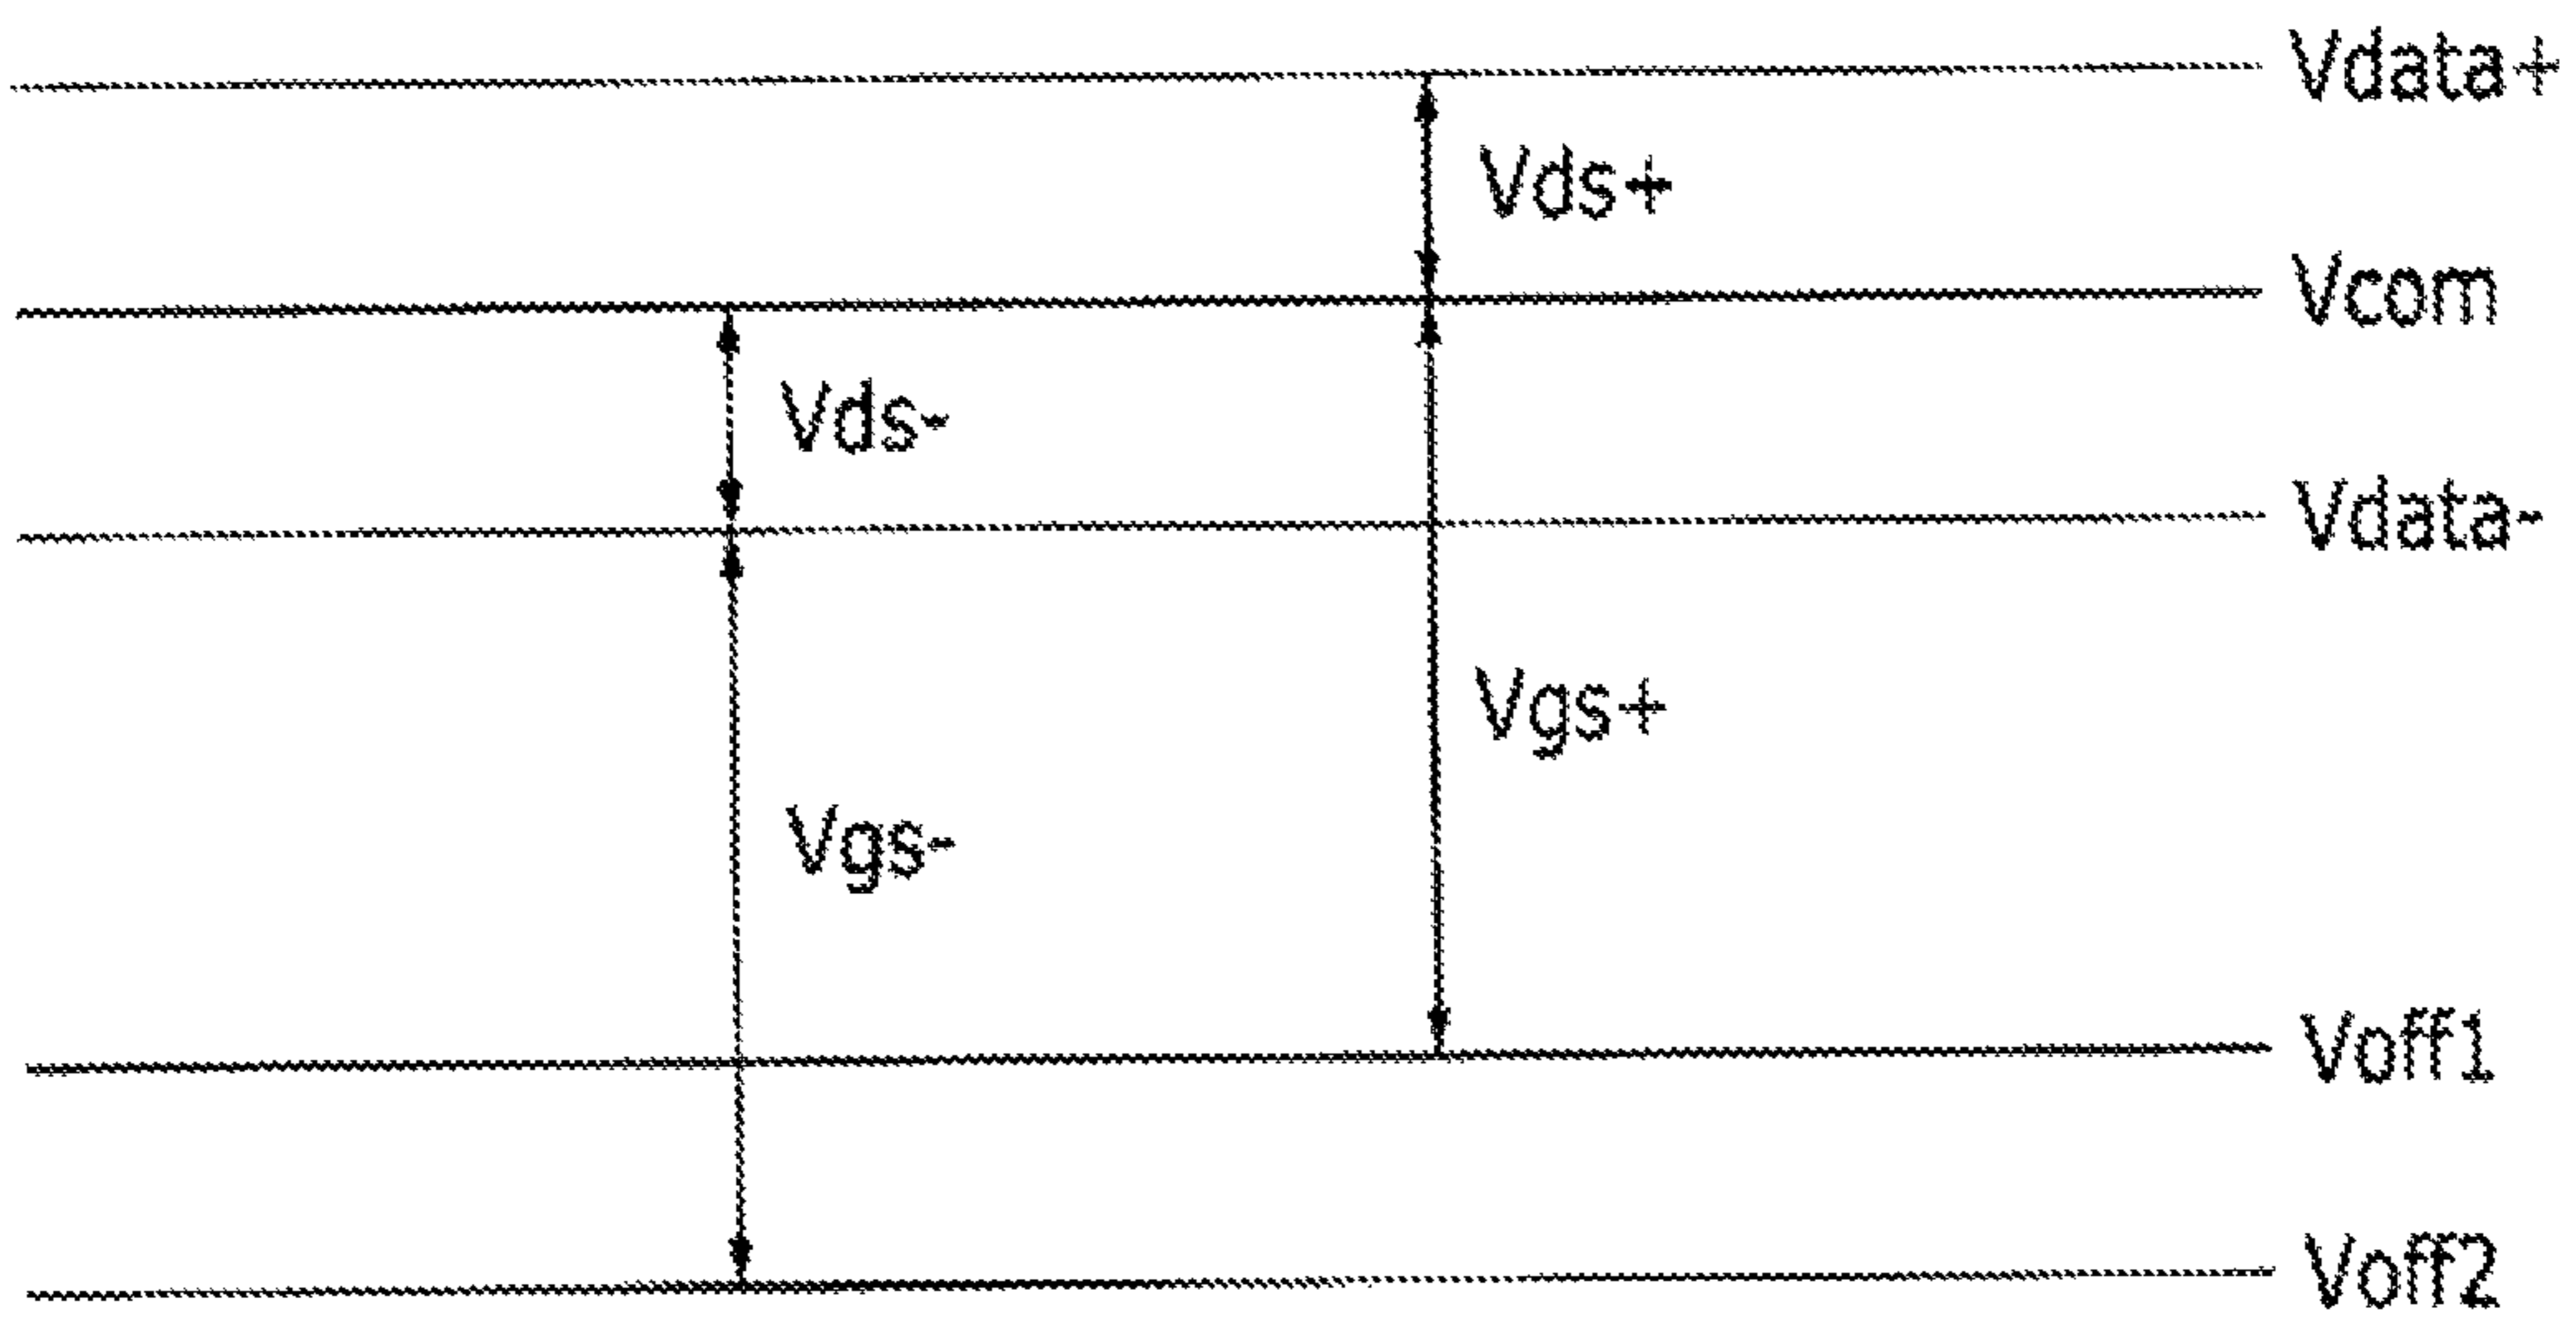 Vdata+
Vds+
Vcom
Vds-
Vdata-
Vgs+
Vgs-
Voff1
Voff2